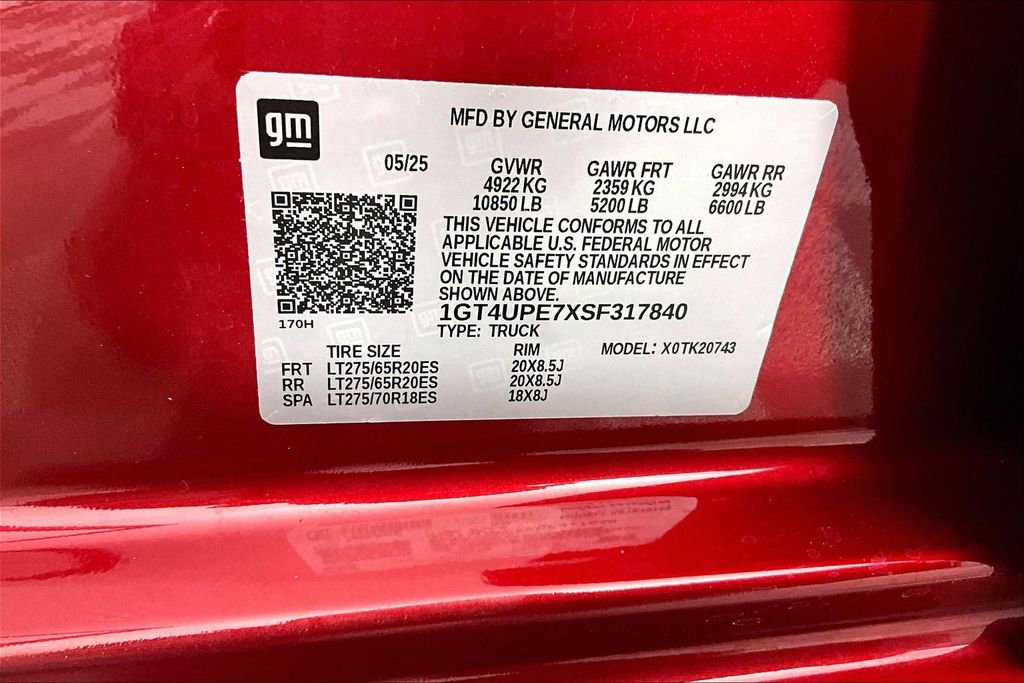 gm
MFD BY GENERAL MOTORS LLC
05/25
GVWR GAWR FRT GAWR RR
4922 KG 2359 KG 2994 KG
10850 LB 5200 LB 6600 LB
THIS VEHICLE CONFORMS TO ALL
APPLICABLE U.S. FEDERAL MOTOR
VEHICLE SAFETY STANDARDS IN EFFECT
ON THE DATE OF MANUFACTURE
SHOWN ABOVE.
170H
1GT4UPE7XSF317840
TYPE: TRUCK
TIRE SIZE RIM MODEL: X0TK20743
FRT LT275/65R20ES 20X8.5J
RR LT275/65R20ES 20X8.5J
SPA LT275/70R18ES 18X8J